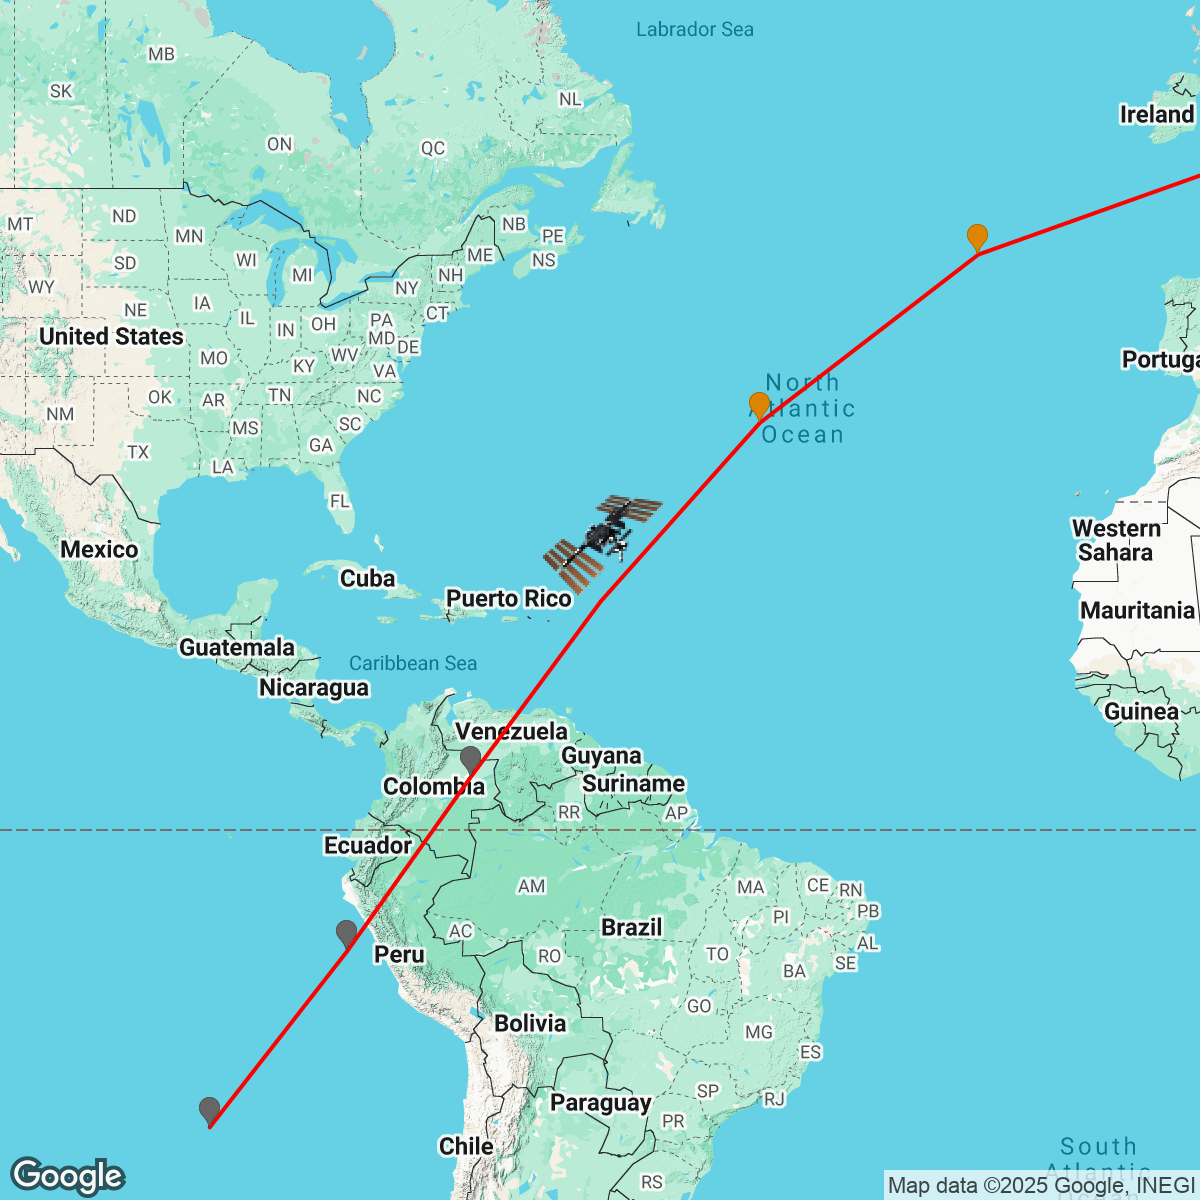 Labrador Sea
MB
SK
NL
Ireland
ON
QC
MT
ND
NB
PE
MN
ME
NS
SD
WI
MI
NH
WY
NY
IA
NE
IL
IN
OH
PA
CT
United States
MD
DE
MO
WV
KY
VA
Portuga
OK
AR
TN
NC
North
Atlantic
Ocean
NM
MS
SC
TX
GA
LA
FL
Western
Sahara
Mexico
Cuba
Puerto Rico
Mauritania
Guatemala
Caribbean Sea
Nicaragua
Guinea
Venezuela
Guyana
Colombia
Suriname
RR
AP
Ecuador
AM
MA
CE
RN
PI
PB
AC
Brazil
AL
Peru
RO
TO
SE
BA
GO
Bolivia
MG
ES
SP
RJ
Paraguay
PR
Chile
South
Atlantic
RS
Google
Map data ©2025 Google, INEGI